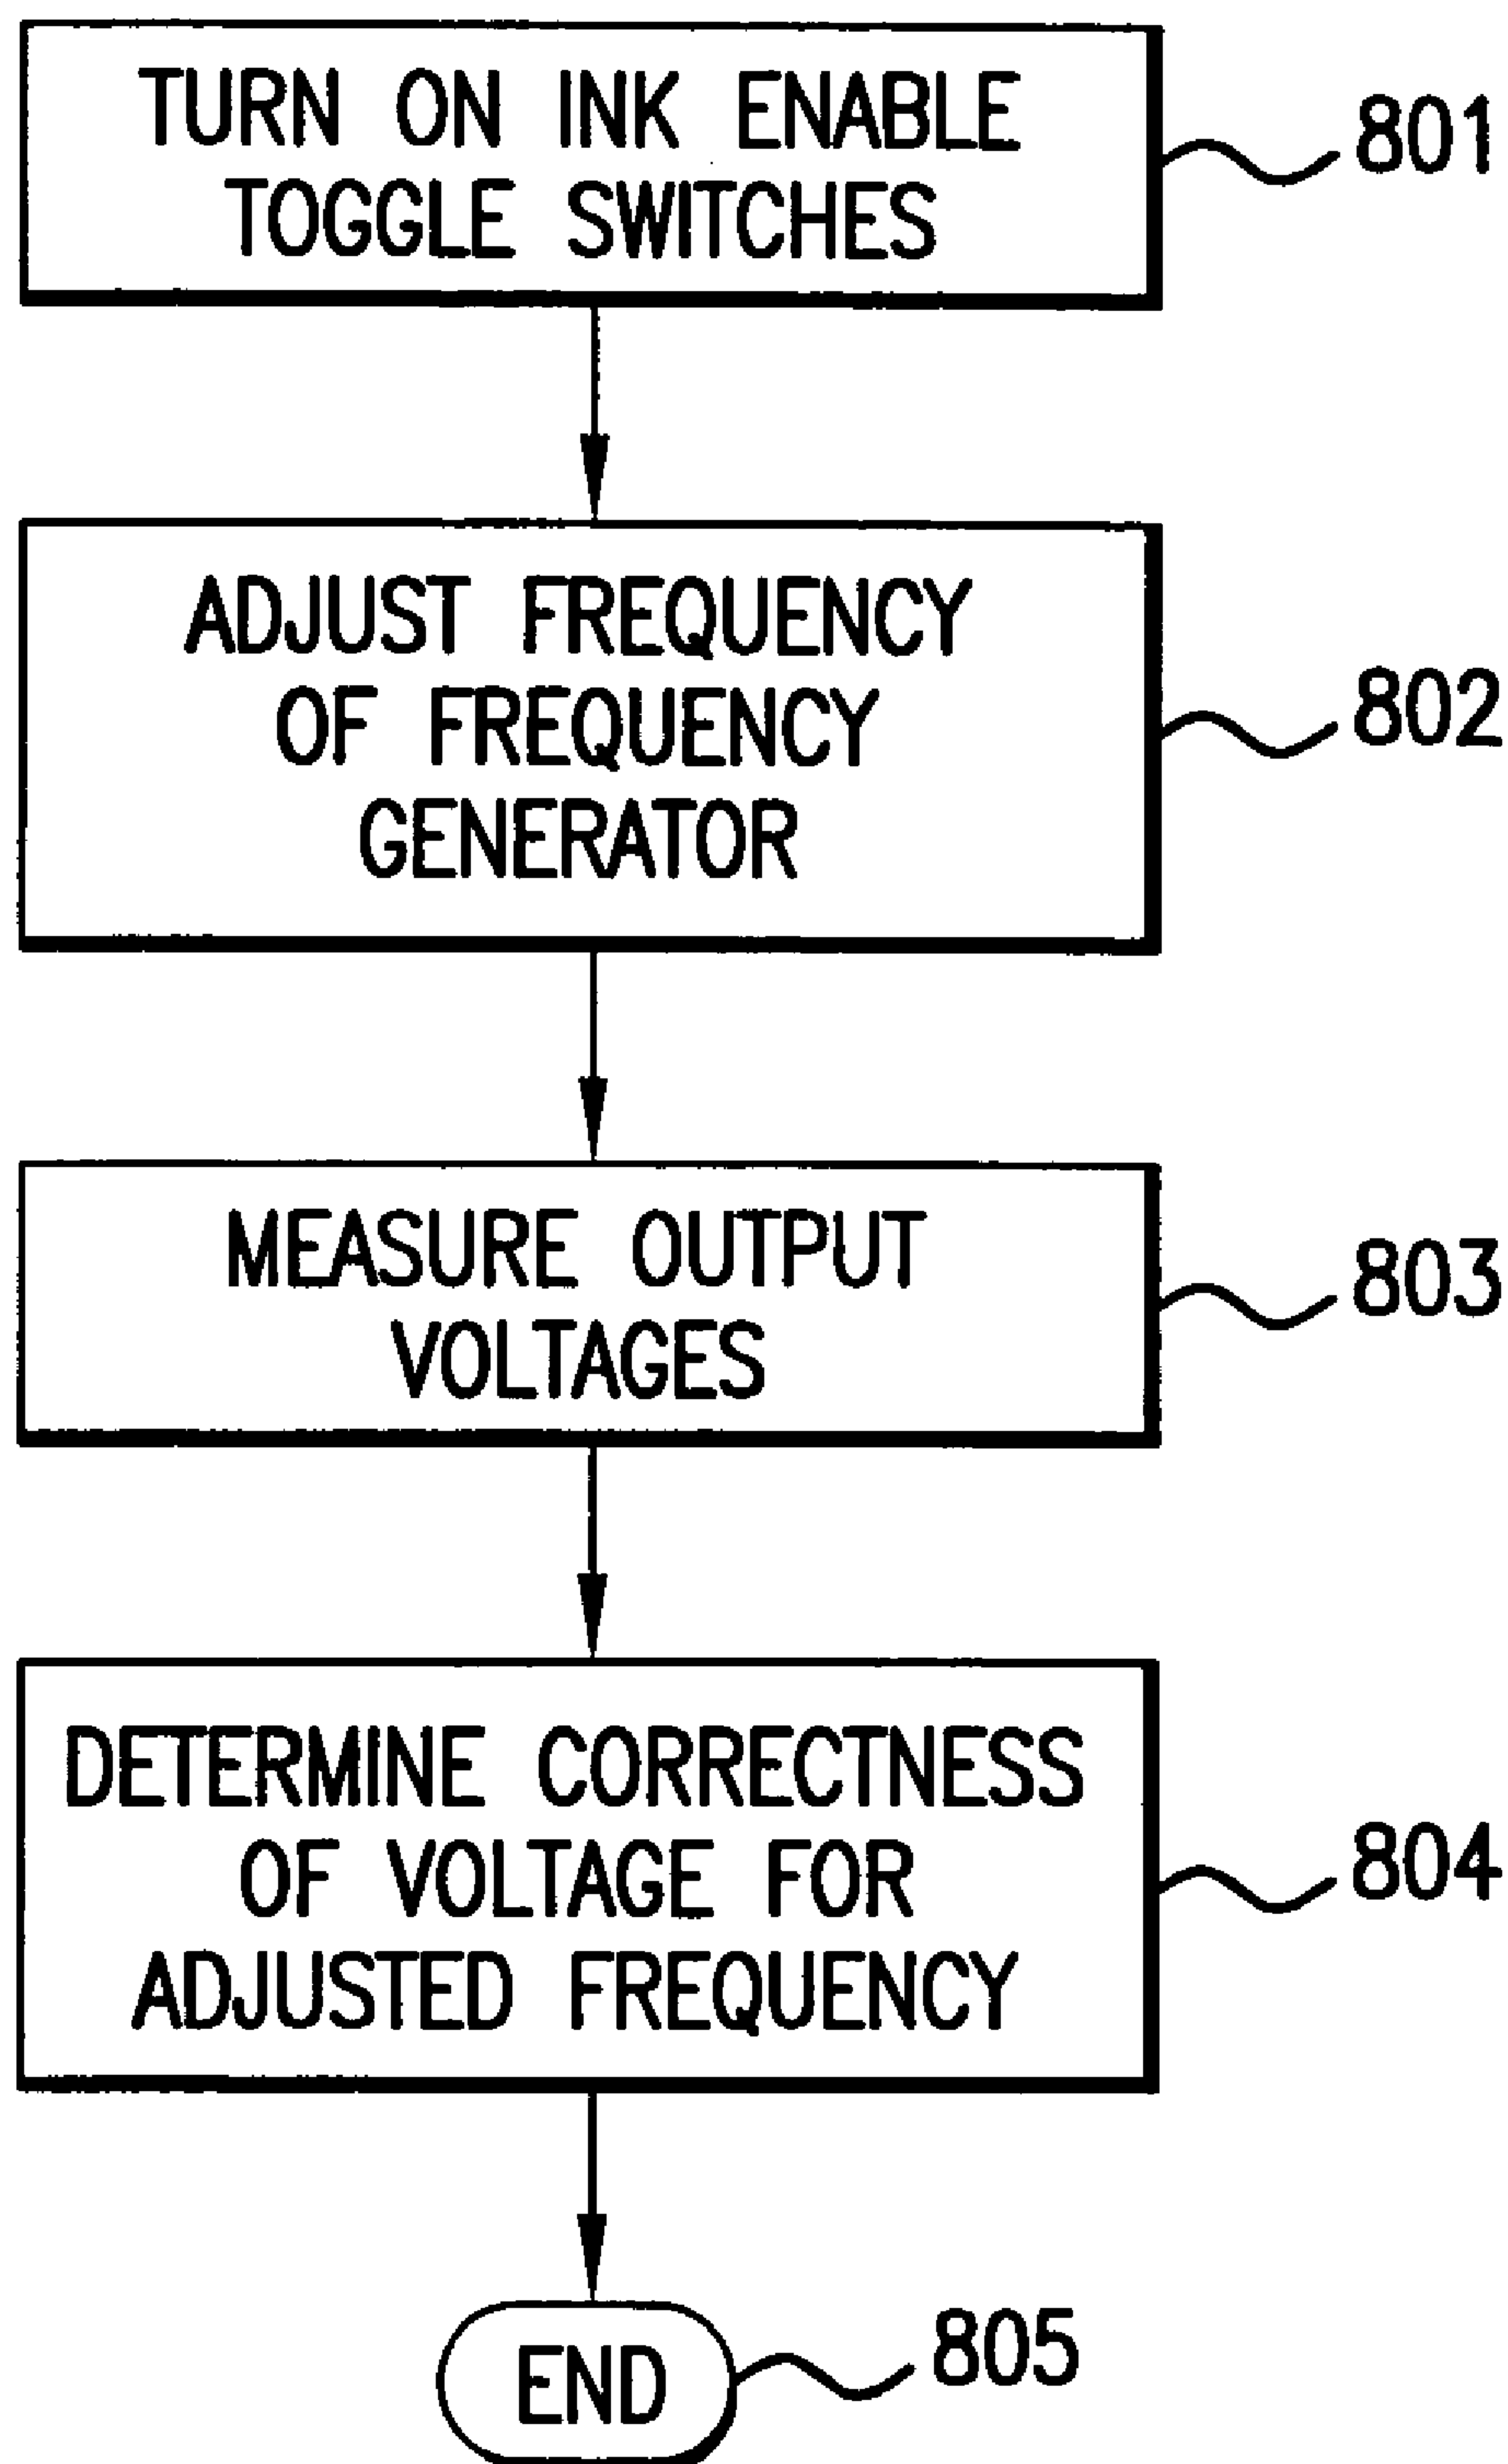 TURN ON INK ENABLE
TOGGLE SWITCHES
801
ADJUST FREQUENCY
OF FREQUENCY
GENERATOR
802
MEASURE OUTPUT
VOLTAGES
803
DETERMINE CORRECTNESS
OF VOLTAGE FOR
ADJUSTED FREQUENCY
804
END
805